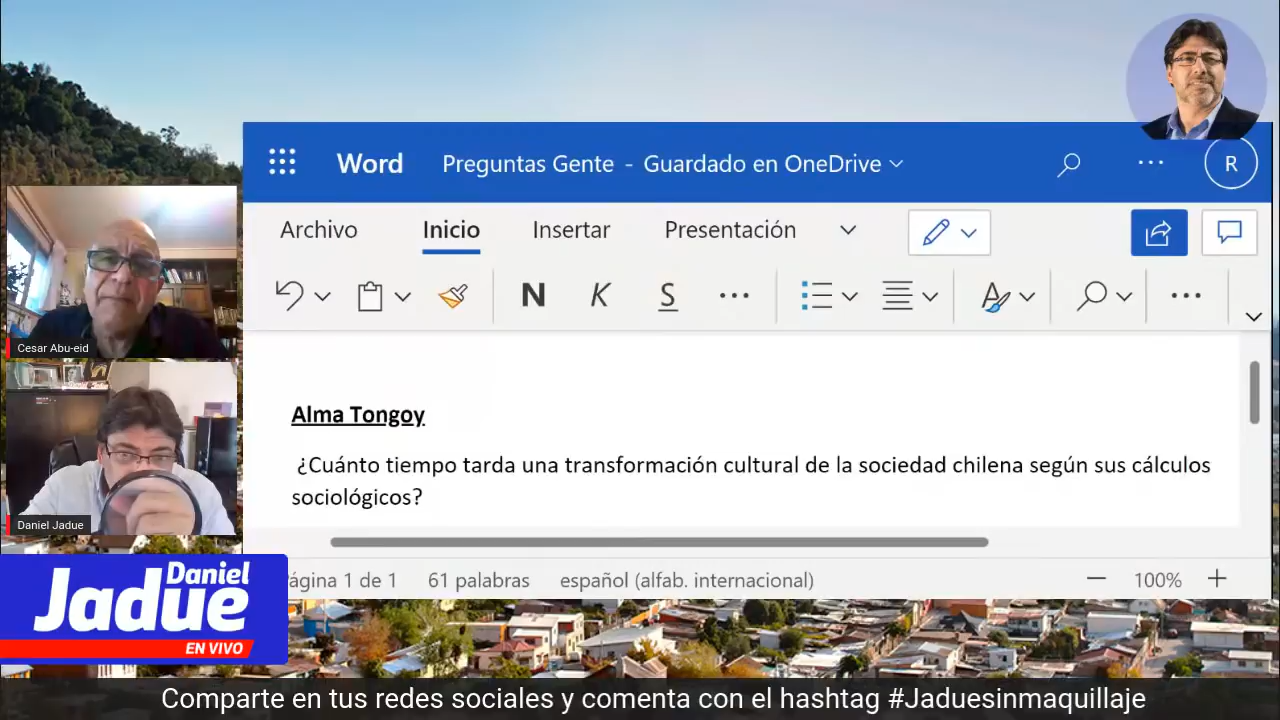 Word
Preguntas Gente - Guardado en OneDrive
R
Archivo
Inicio
Insertar
Presentación
N
K
S
Cesar Abu-eid
Alma Tongoy
¿Cuánto tiempo tarda una transformación cultural de la sociedad chilena según sus cálculos
sociológicos?
Daniel Jadue
Daniel
Jadue
EN VIVO
ágina 1 de 1
61 palabras
español (alfab. internacional)
100%
Comparte en tus redes sociales y comenta con el hashtag #Jaduesinmaquillaje